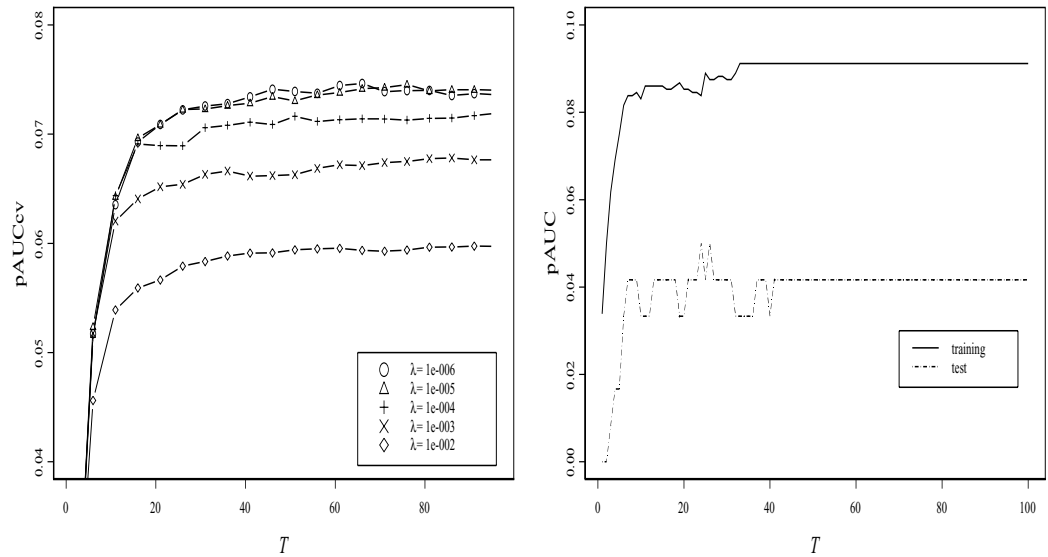 pAUCcv
0.04
0.05
0.06
0.07
0.08
0
20
40
60
80
T
λ= 1e-006
λ= 1e-005
λ= 1e-004
λ= 1e-003
λ= 1e-002
pAUC
0.00
0.02
0.04
0.06
0.08
0.10
0
20
40
60
80
100
T
training
test